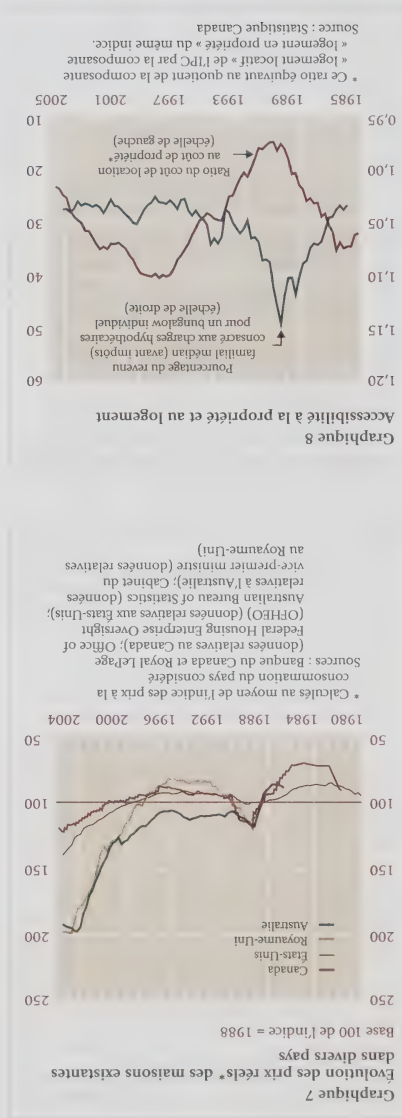 Graphique 7
Évolution des prix réels* des maisons existantes
dans divers pays
Base 100 de l'indice = 1988
250 250
200 200
150 150
100 100
50 50
Canada
États-Unis
Royaume-Uni
Australie
1980 1984 1988 1992 1996 2000 2004
* Calculés au moyen de l'indice des prix à la
consommation du pays considéré
Sources : Banque du Canada et Royal LePage
(données relatives au Canada); Office of
Federal Housing Enterprise Oversight
(OFHEO) (données relatives aux États-Unis);
Australian Bureau of Statistics (données
relatives à l'Australie); Cabinet du
vice-premier ministre (données relatives
au Royaume-Uni)
Graphique 8
Accessibilité à la propriété et au logement
1,20 60
1,15 50
1,10 40
1,05 30
1,00 20
0,95 10
Pourcentage du revenu
familial médian (avant impôts)
consacré aux charges hypothécaires
pour un bungalow individuel
(échelle de droite)
Ratio du coût de location
au coût de propriété*
(échelle de gauche)
1985 1989 1993 1997 2001 2005
* Ce ratio équivaut au quotient de la composante
« logement locatif » de l'IPC par la composante
« logement en propriété » du même indice.
Source : Statistique Canada